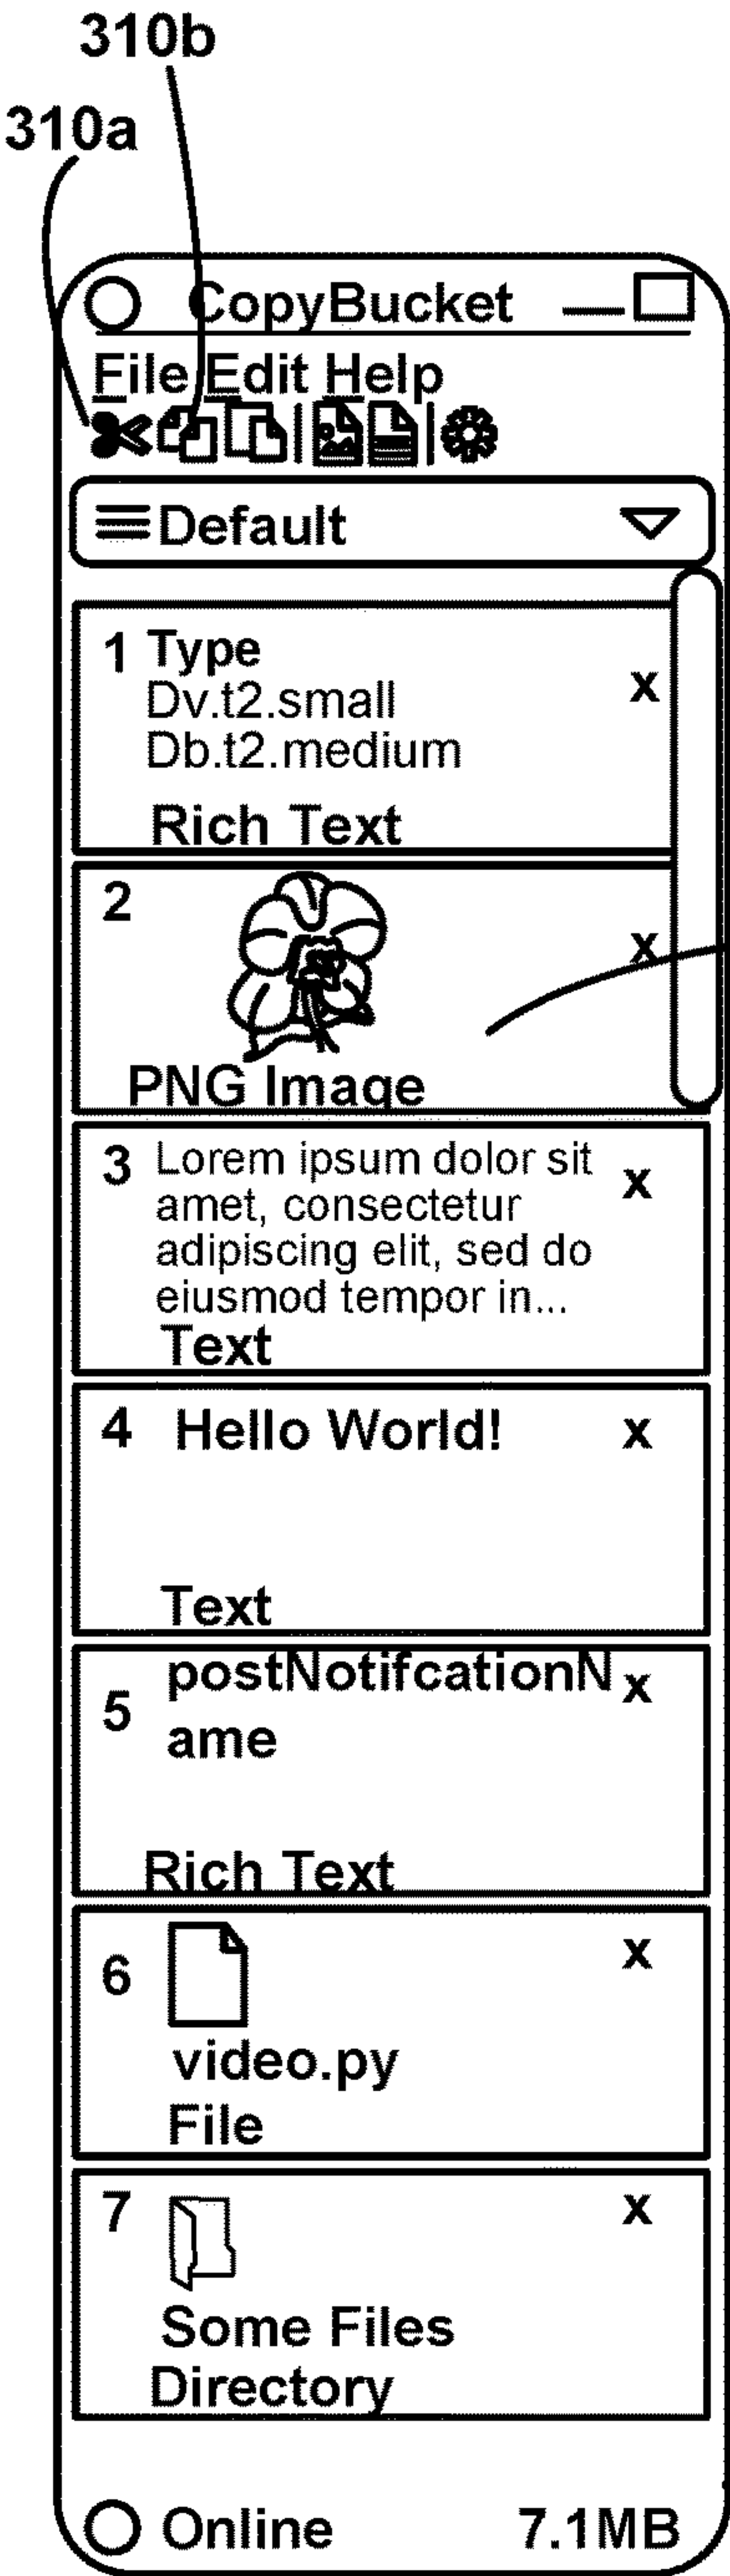 310b
310a
CopyBucket
File Edit Help
Default
1 Type
Dv.t2.small
Db.t2.medium
x
Rich Text
2
x
PNG Image
3 Lorem ipsum dolor sit
amet, consectetur
adipiscing elit, sed do
eiusmod tempor in...
x
Text
4 Hello World! x
Text
5 postNotifcationN
ame
x
Rich Text
6
x
video.py
File
7
x
Some Files
Directory
Online 7.1MB